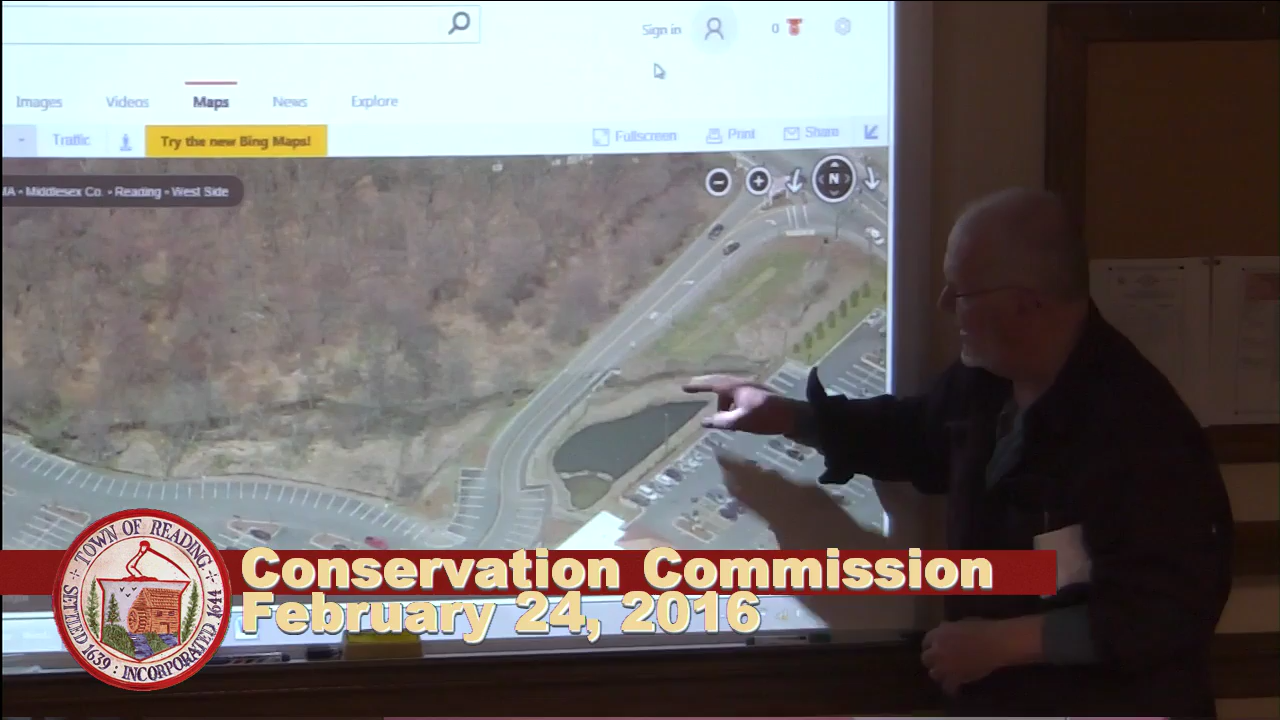 Sign in
0
Images Videos Maps News Explore
Traffic Try the new Bing Maps! Fullscreen Print Share
MA - Middlesex Co. - Reading - West Side
N
TOWN OF READING
SETTLED 1639 : INCORPORATED 1644
Conservation Commission
February 24, 2016